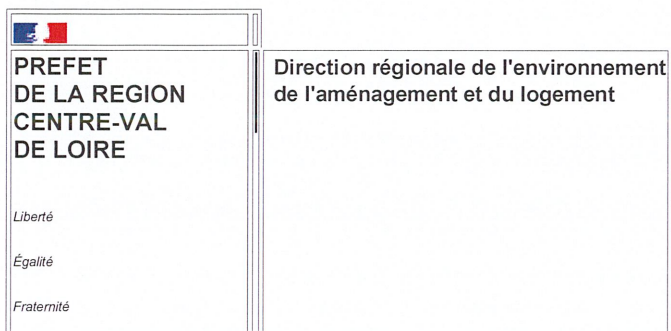 PREFET
DE LA REGION
CENTRE-VAL
DE LOIRE
Liberté
Égalité
Fraternité
Direction régionale de l'environnement
de l'aménagement et du logement